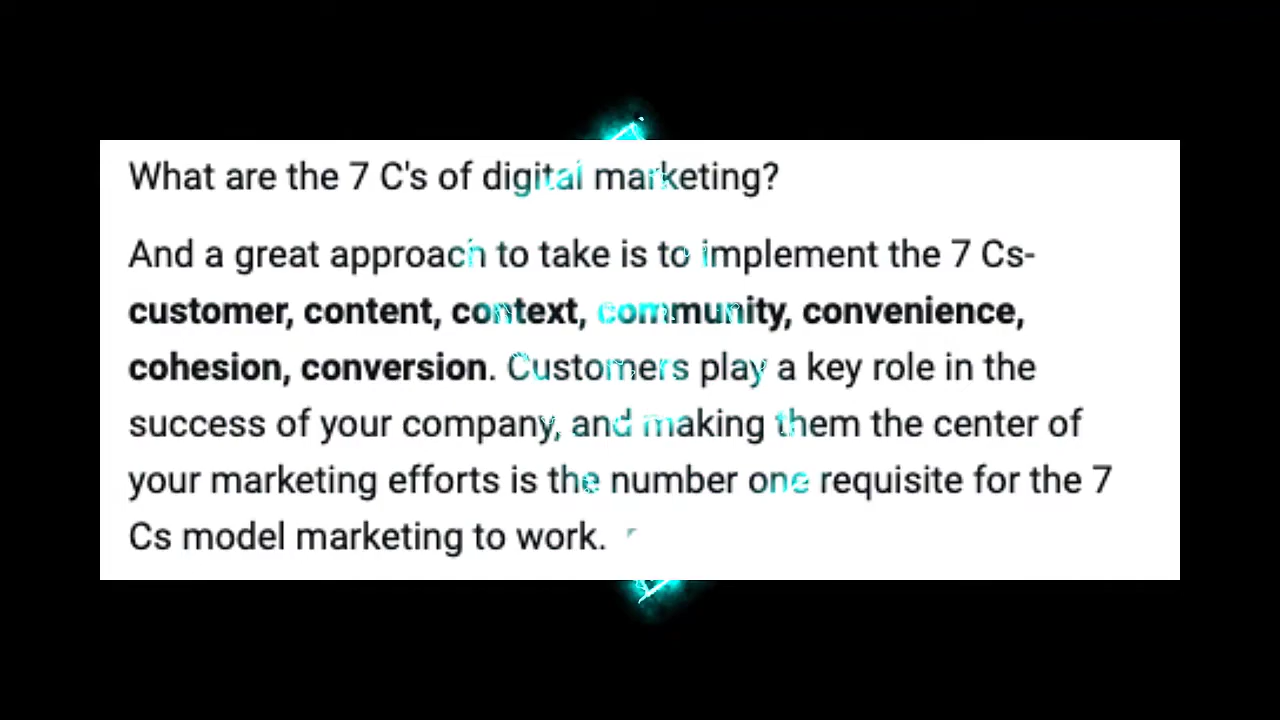 What are the 7 C's of digital marketing?
And a great approach to take is to implement the 7 Cs-
customer, content, context, community, convenience,
cohesion, conversion. Customers play a key role in the
success of your company, and making them the center of
your marketing efforts is the number one requisite for the 7
Cs model marketing to work.